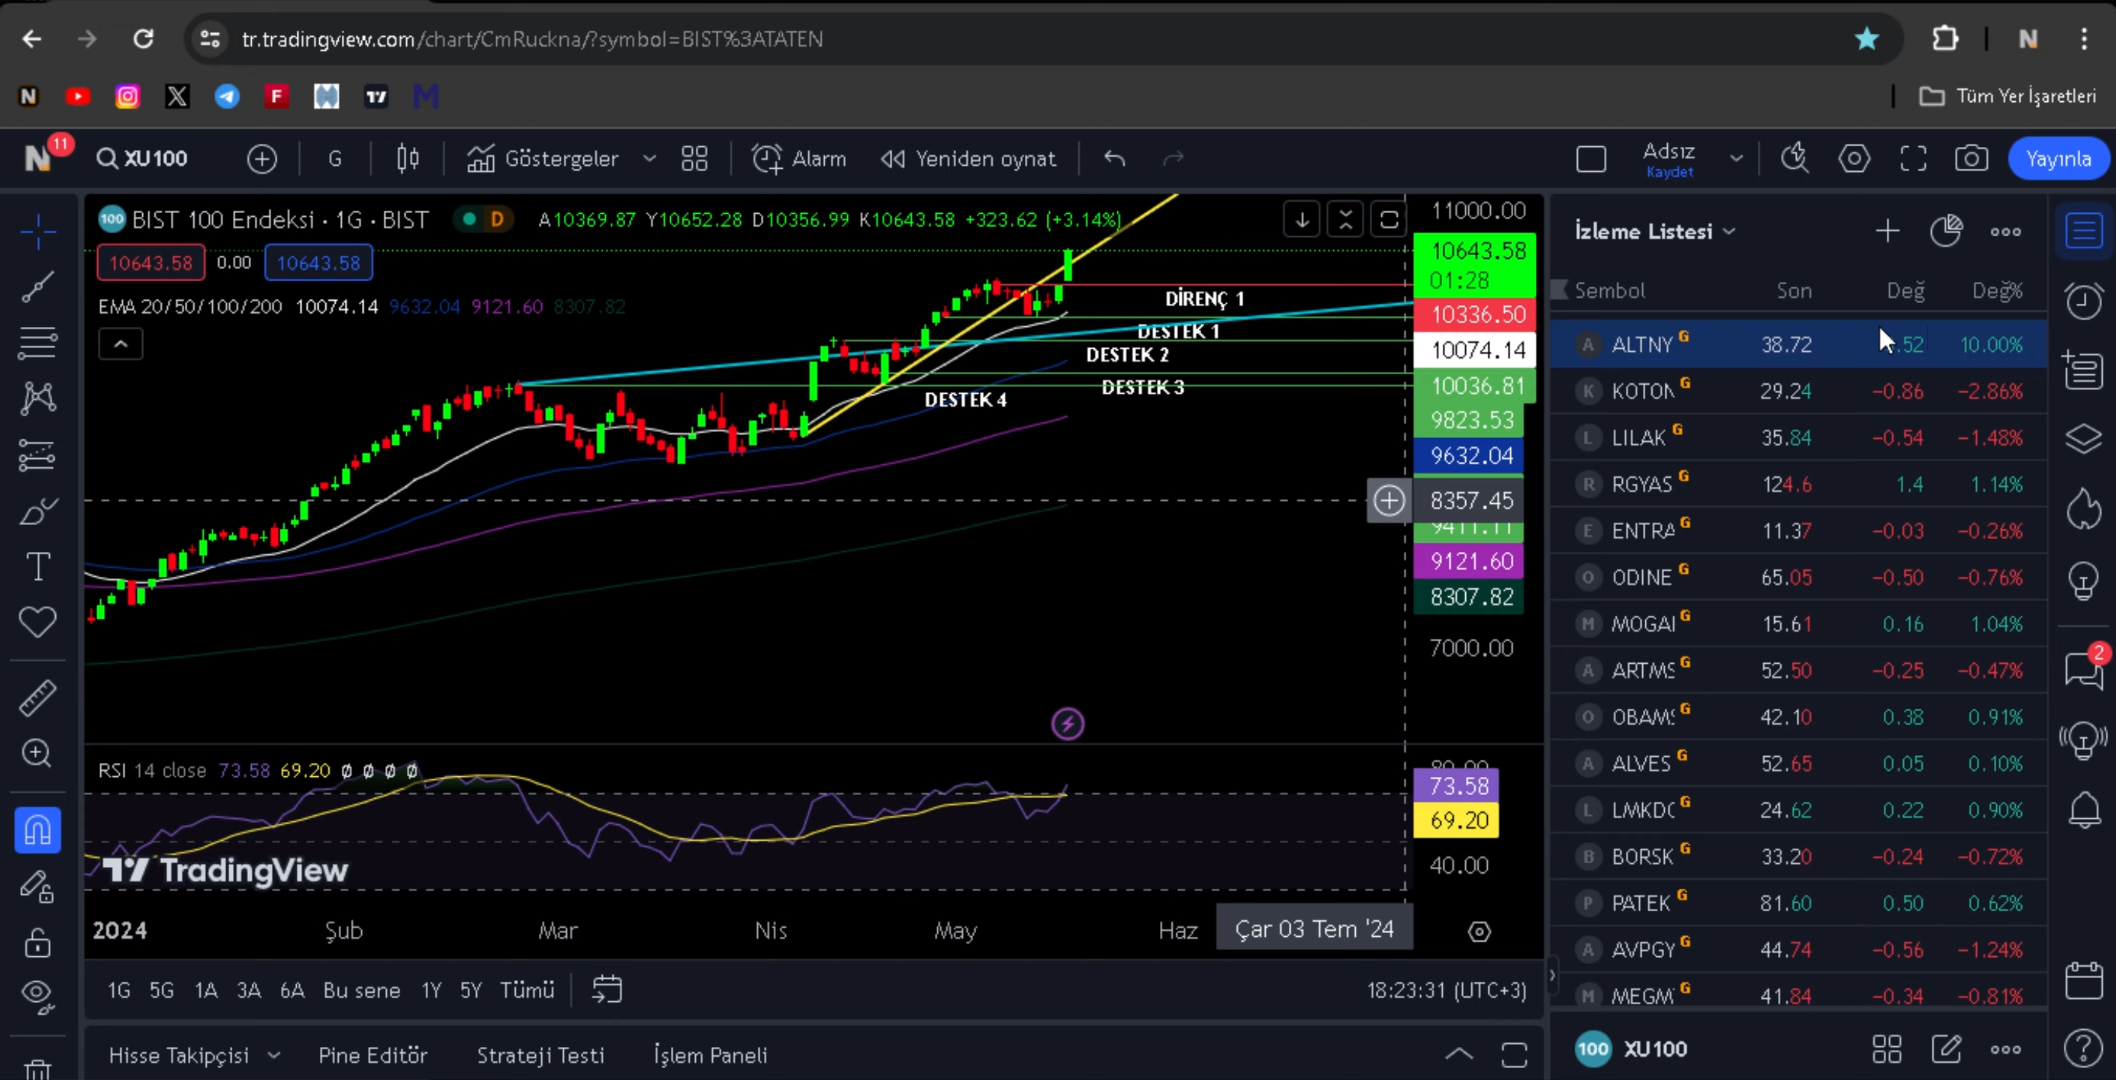 tr.tradingview.com/chart/CmRuckna/?symbol=BIST%3ATATEN
N
Tüm Yer İşaretleri
11
XU100
G
Göstergeler
Alarm
Yeniden oynat
Adsız
Kaydet
Yayınla
100 BIST 100 Endeksi · 1G · BIST
D
A10369.87 Y10652.28 D10356.99 K10643.58 +323.62 (+3.14%)
10643.58 0.00 10643.58
EMA 20/50/100/200 10074.14 9632.04 9121.60 8307.82
DİRENÇ 1
DESTEK 1
DESTEK 2
DESTEK 3
DESTEK 4
11000.00
10643.58
01:28
10336.50
10074.14
10036.81
9823.53
9632.04
8357.45
9411.11
9121.60
8307.82
7000.00
RSI 14 close 73.58 69.20 Ø Ø Ø Ø
80.00
73.58
69.20
40.00
TradingView
2024 Şub Mar Nis May Haz Çar 03 Tem '24
1G 5G 1A 3A 6A Bu sene 1Y 5Y Tümü
18:23:31 (UTC+3)
Hisse Takipçisi Pine Editör Strateji Testi İşlem Paneli
İzleme Listesi
Sembol Son Değ Değ%
A ALTNY G 38.72 .52 10.00%
K KOTON G 29.24 −0.86 −2.86%
L LILAK G 35.84 −0.54 −1.48%
R RGYAS G 124.6 1.4 1.14%
E ENTRA G 11.37 −0.03 −0.26%
O ODINE G 65.05 −0.50 −0.76%
M MOGAI G 15.61 0.16 1.04%
A ARTMS G 52.50 −0.25 −0.47%
O OBAMS G 42.10 0.38 0.91%
A ALVES G 52.65 0.05 0.10%
L LMKDC G 24.62 0.22 0.90%
B BORSK G 33.20 −0.24 −0.72%
P PATEK G 81.60 0.50 0.62%
A AVPGY G 44.74 −0.56 −1.24%
M MEGM G 41.84 −0.34 −0.81%
100 XU100
2